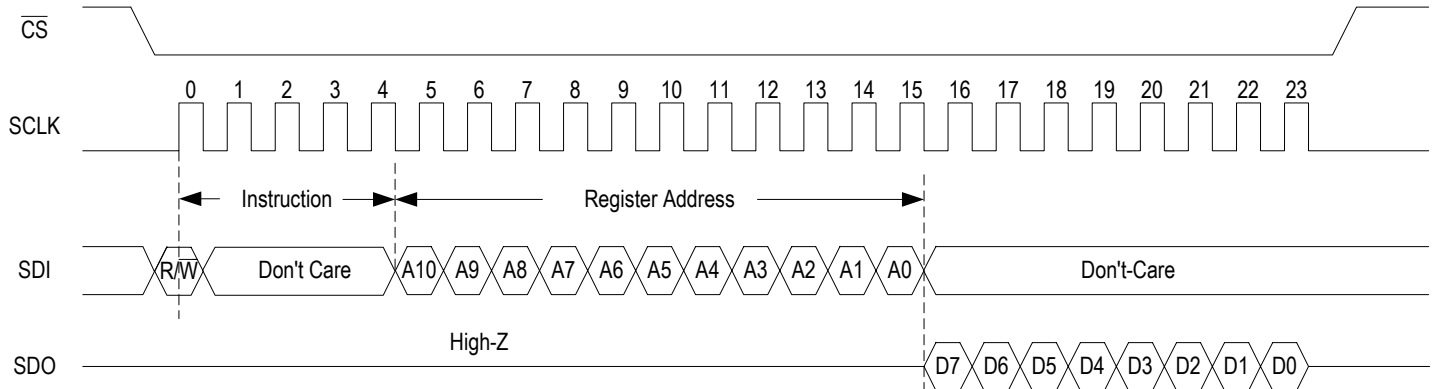 CS
0 1 2 3 4 5 6 7 8 9 10 11 12 13 14 15 16 17 18 19 20 21 22 23
SCLK
Instruction Register Address
SDI R/W Don't Care A10 A9 A8 A7 A6 A5 A4 A3 A2 A1 A0 Don't-Care
High-Z
SDO D7 D6 D5 D4 D3 D2 D1 D0